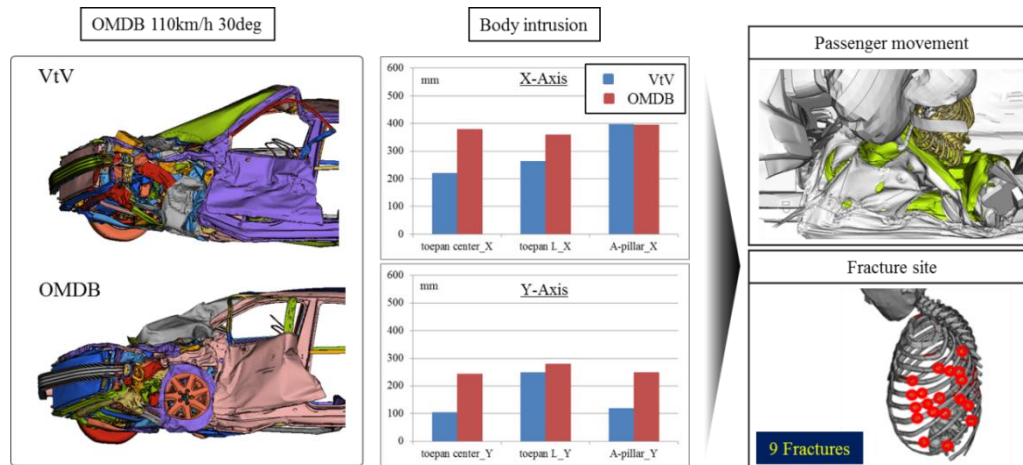 OMDB 110km/h 30deg
VtV
OMDB
Body intrusion
mm
X-Axis
VtV
OMDB
600
500
400
300
200
100
0
toepan center_X
toepan L_X
A-pillar_X
mm
Y-Axis
600
500
400
300
200
100
0
toepan center_Y
toepan L_Y
A-pillar_Y
Passenger movement
Fracture site
9 Fractures